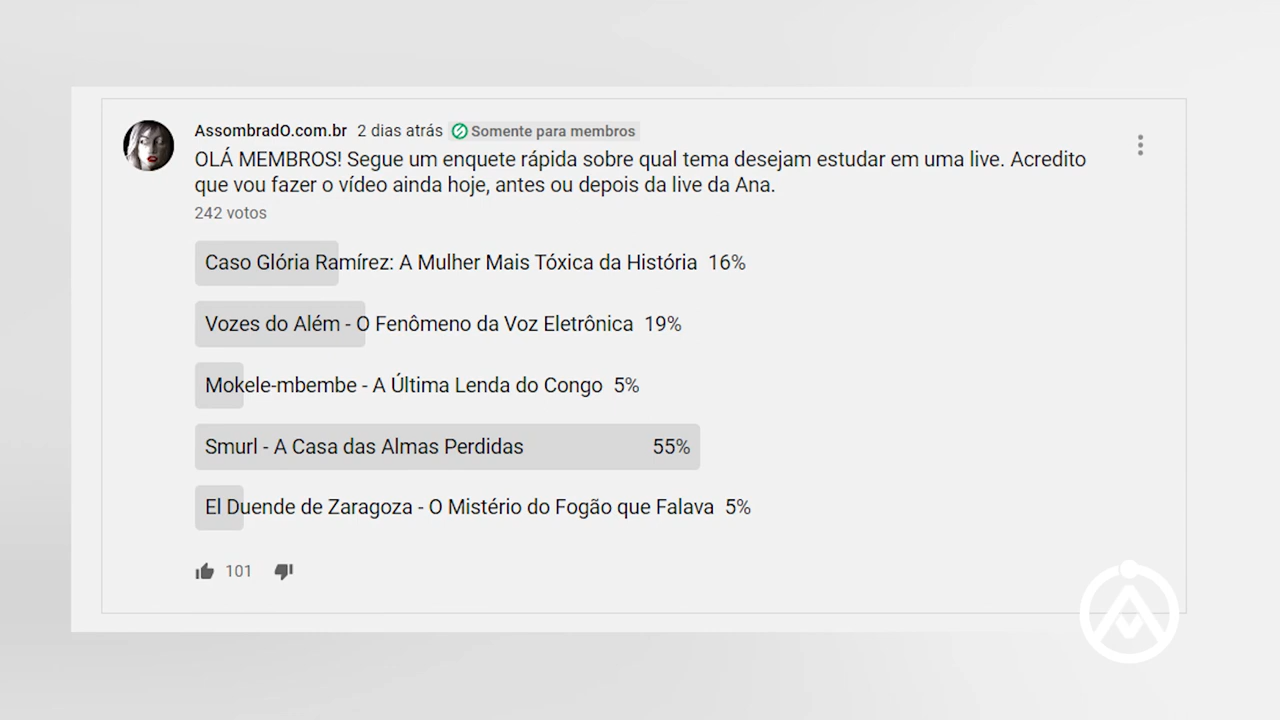 AssombradO.com.br 2 dias atrás Somente para membros
OLÁ MEMBROS! Segue um enquete rápida sobre qual tema desejam estudar em uma live. Acredito
que vou fazer o vídeo ainda hoje, antes ou depois da live da Ana.
242 votos
Caso Glória Ramírez: A Mulher Mais Tóxica da História 16%
Vozes do Além - O Fenômeno da Voz Eletrônica 19%
Mokele-mbembe - A Última Lenda do Congo 5%
Smurl - A Casa das Almas Perdidas 55%
El Duende de Zaragoza - O Mistério do Fogão que Falava 5%
101